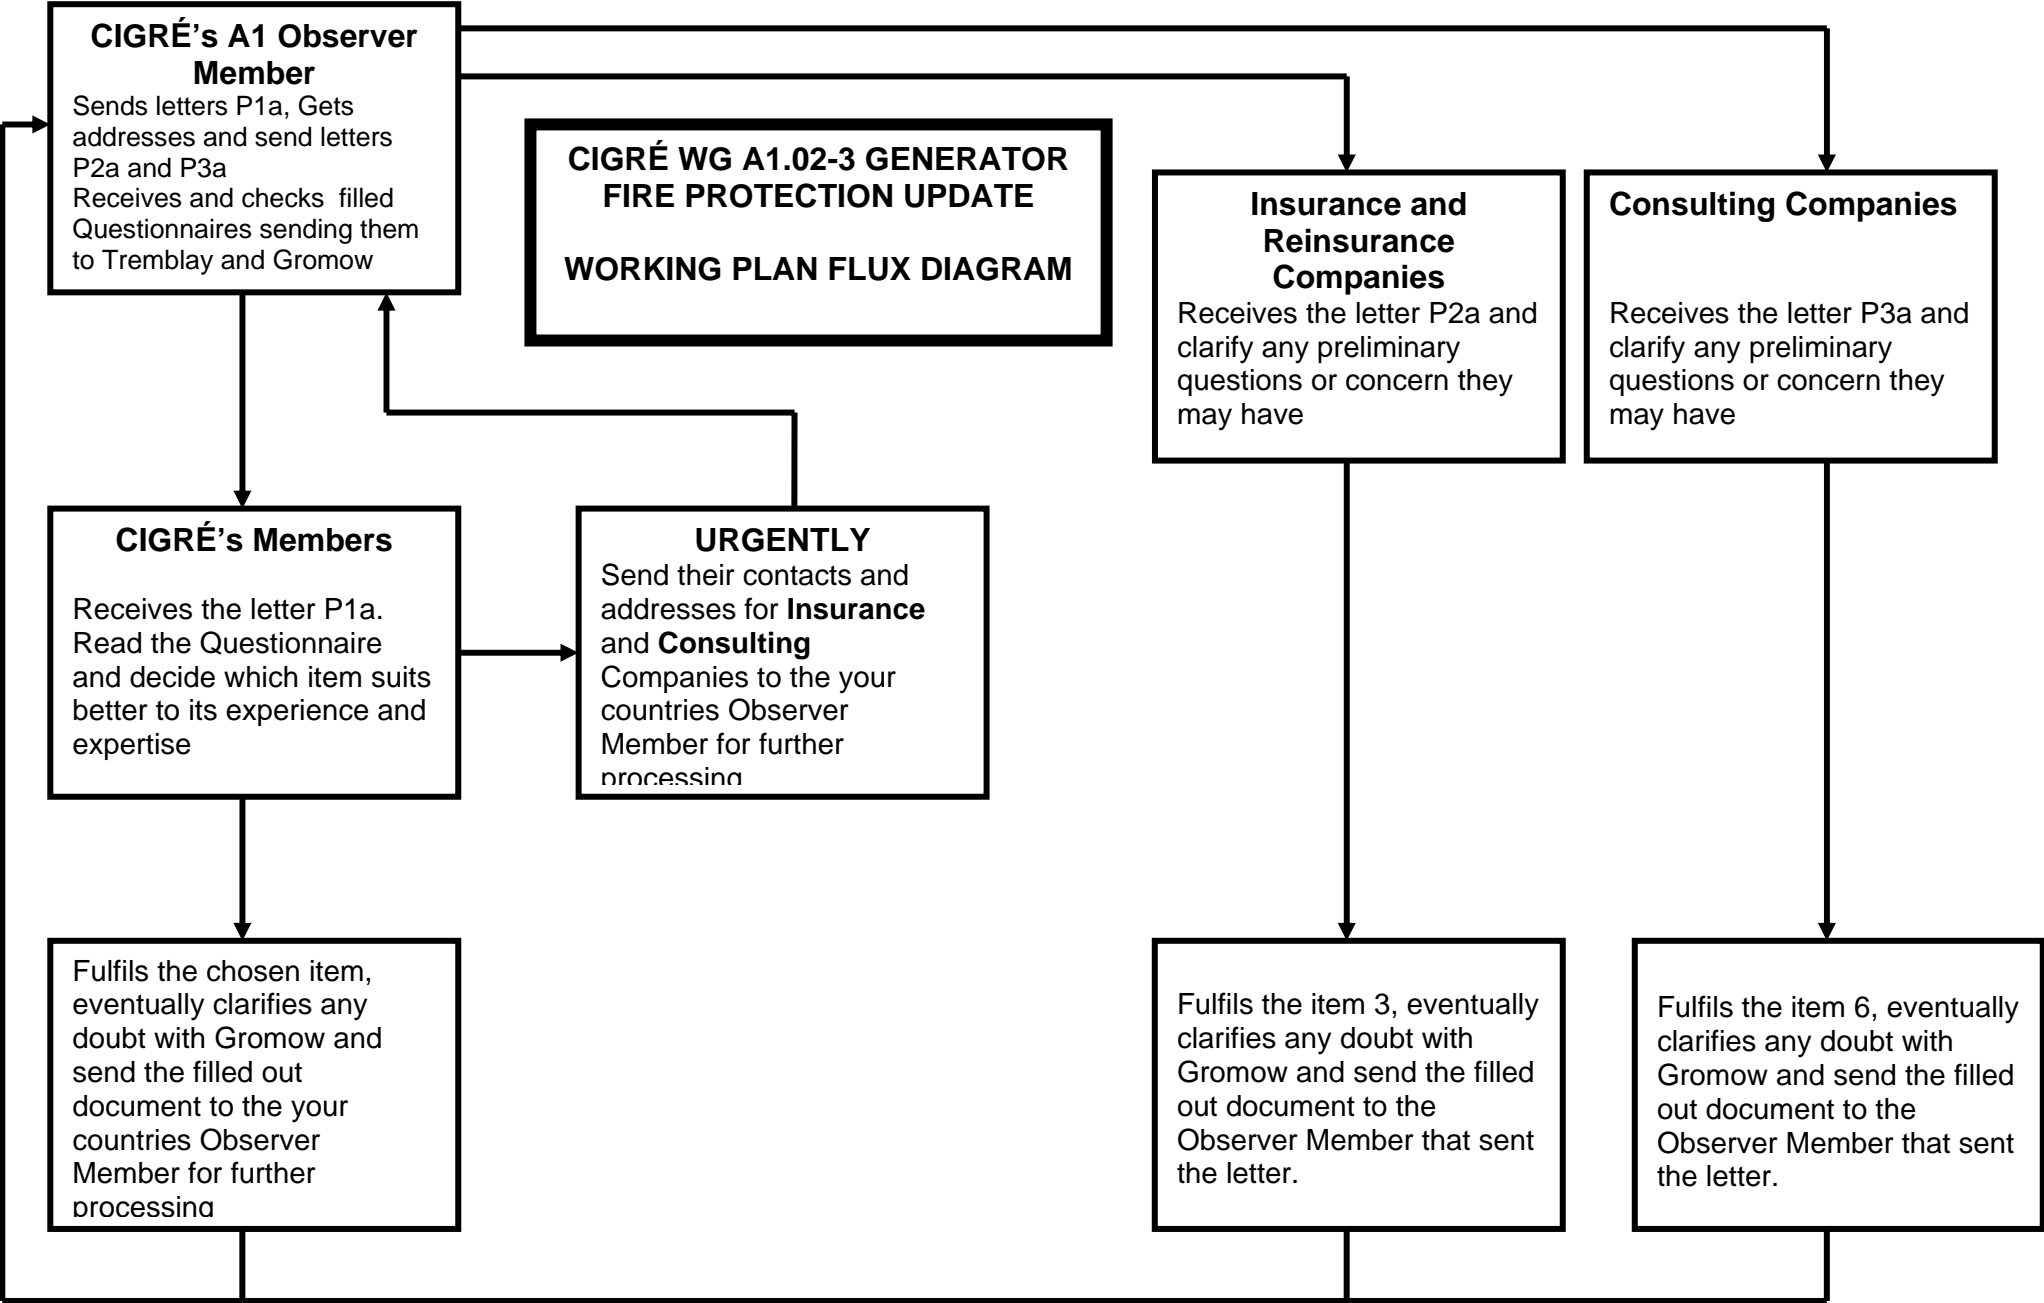 CIGRÉ’s A1 Observer
Member
Sends letters P1a, Gets
addresses and send letters
P2a and P3a
Receives and checks  filled
Questionnaires sending them
to Tremblay and Gromow
CIGRÉ WG A1.02-3 GENERATOR
FIRE PROTECTION UPDATE
WORKING PLAN FLUX DIAGRAM
Insurance and
Reinsurance
Companies
Receives the letter P2a and
clarify any preliminary
questions or concern they
may have
Consulting Companies
Receives the letter P3a and
clarify any preliminary
questions or concern they
may have
CIGRÉ’s Members
Receives the letter P1a.
Read the Questionnaire
and decide which item suits
better to its experience and
expertise
URGENTLY
Send their contacts and
addresses for Insurance
and Consulting
Companies to the your
countries Observer
Member for further
processing
Fulfils the chosen item,
eventually clarifies any
doubt with Gromow and
send the filled out
document to the your
countries Observer
Member for further
processing
Fulfils the item 3, eventually
clarifies any doubt with
Gromow and send the filled
out document to the
Observer Member that sent
the letter.
Fulfils the item 6, eventually
clarifies any doubt with
Gromow and send the filled
out document to the
Observer Member that sent
the letter.